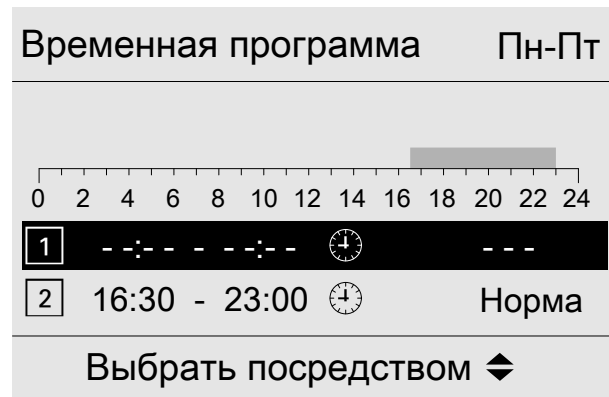 Временная программа Пн-Пт
0 2 4 6 8 10 12 14 16 18 20 22 24
1 - -:- - - - -:- - - - -
2 16:30 - 23:00 Норма
Выбрать посредством